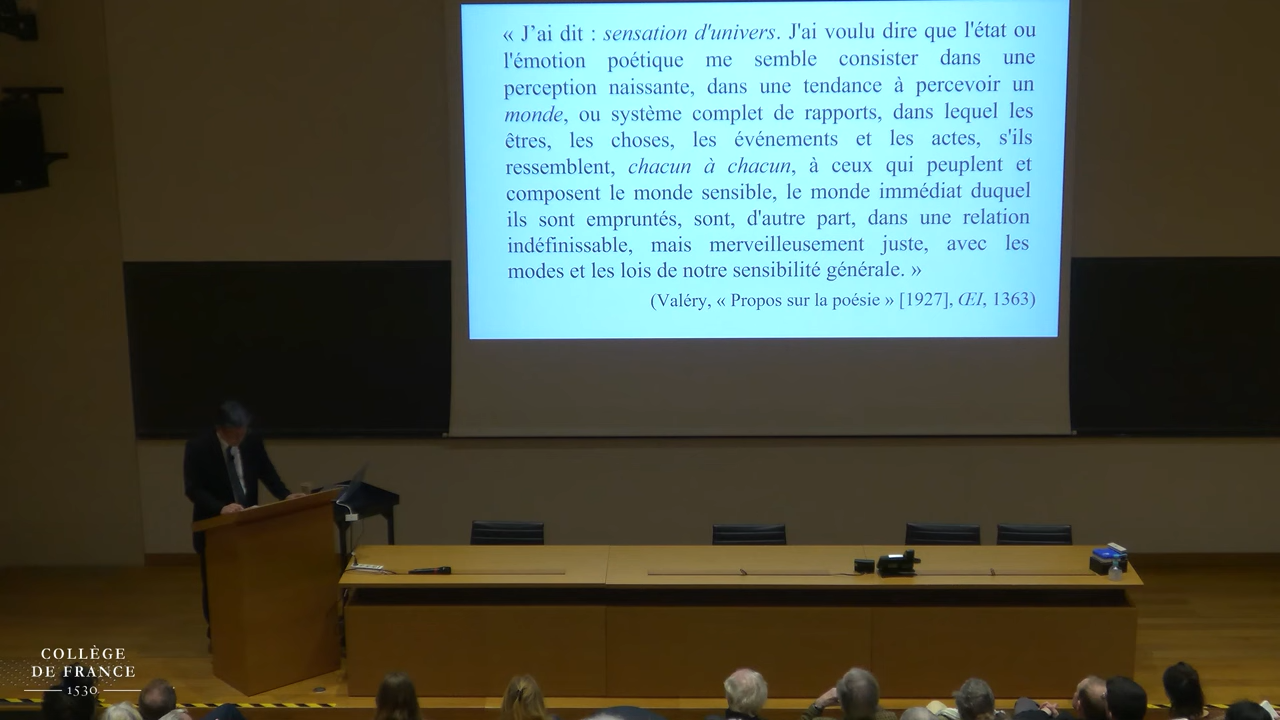 « J’ai dit : sensation d'univers. J'ai voulu dire que l'état ou
l'émotion poétique me semble consister dans une
perception naissante, dans une tendance à percevoir un
monde, ou système complet de rapports, dans lequel les
êtres, les choses, les événements et les actes, s'ils
ressemblent, chacun à chacun, à ceux qui peuplent et
composent le monde sensible, le monde immédiat duquel
ils sont empruntés, sont, d'autre part, dans une relation
indéfinissable, mais merveilleusement juste, avec les
modes et les lois de notre sensibilité générale. »
(Valéry, « Propos sur la poésie » [1927], ŒI, 1363)
COLLÈGE
DE FRANCE
1530